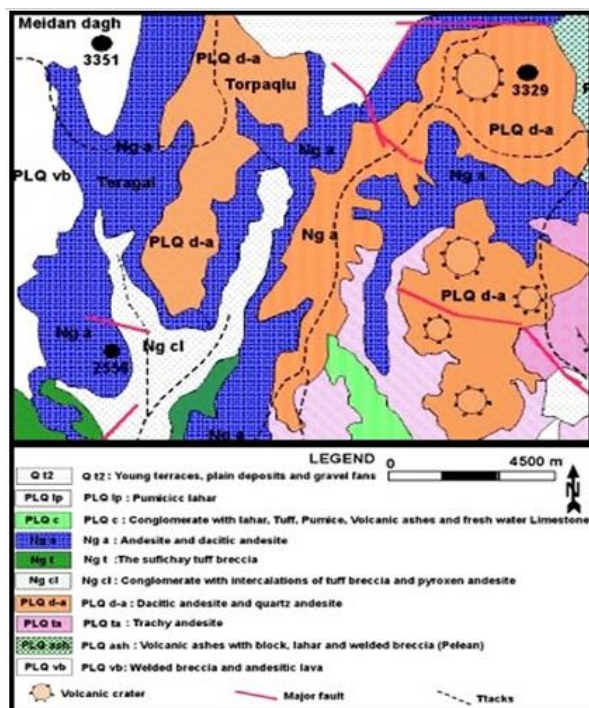 Meidan dagh
3351
PLQ d-a
Torpaqlu
3329
PLQ d-a
Ng a
Ng a
PLQ vb
Teragai
Ng a
PLQ d-a
Ng a
PLQ d-a
Ng a
Ng cl
2556
Ng a
LEGEND
0 4500 m
Q t2 Q t2 : Young terraces, plain deposits and gravel fans
PLQ lp PLQ lp : Pumicicc lahar
PLQ c PLQ c : Conglomerate with lahar, Tuff, Pumice, Volcanic ashes and fresh water Limestone
Ng a Ng a : Andesite and dacitic andesite
Ng t Ng t :The sufichay tuff breccia
Ng cl Ng cl : Conglomerate with intercalations of tuff breccia and pyroxen andesite
PLQ d-a PLQ d-a : Dacitic andesite and quartz andesite
PLQ ta PLQ ta : Trachy andesite
PLQ ash PLQ ash : Volcanic ashes with block, lahar and welded breccia (Pelean)
PLQ vb PLQ vb: Welded breccia and andesitic lava
Volcanic crater Major fault Ttacks